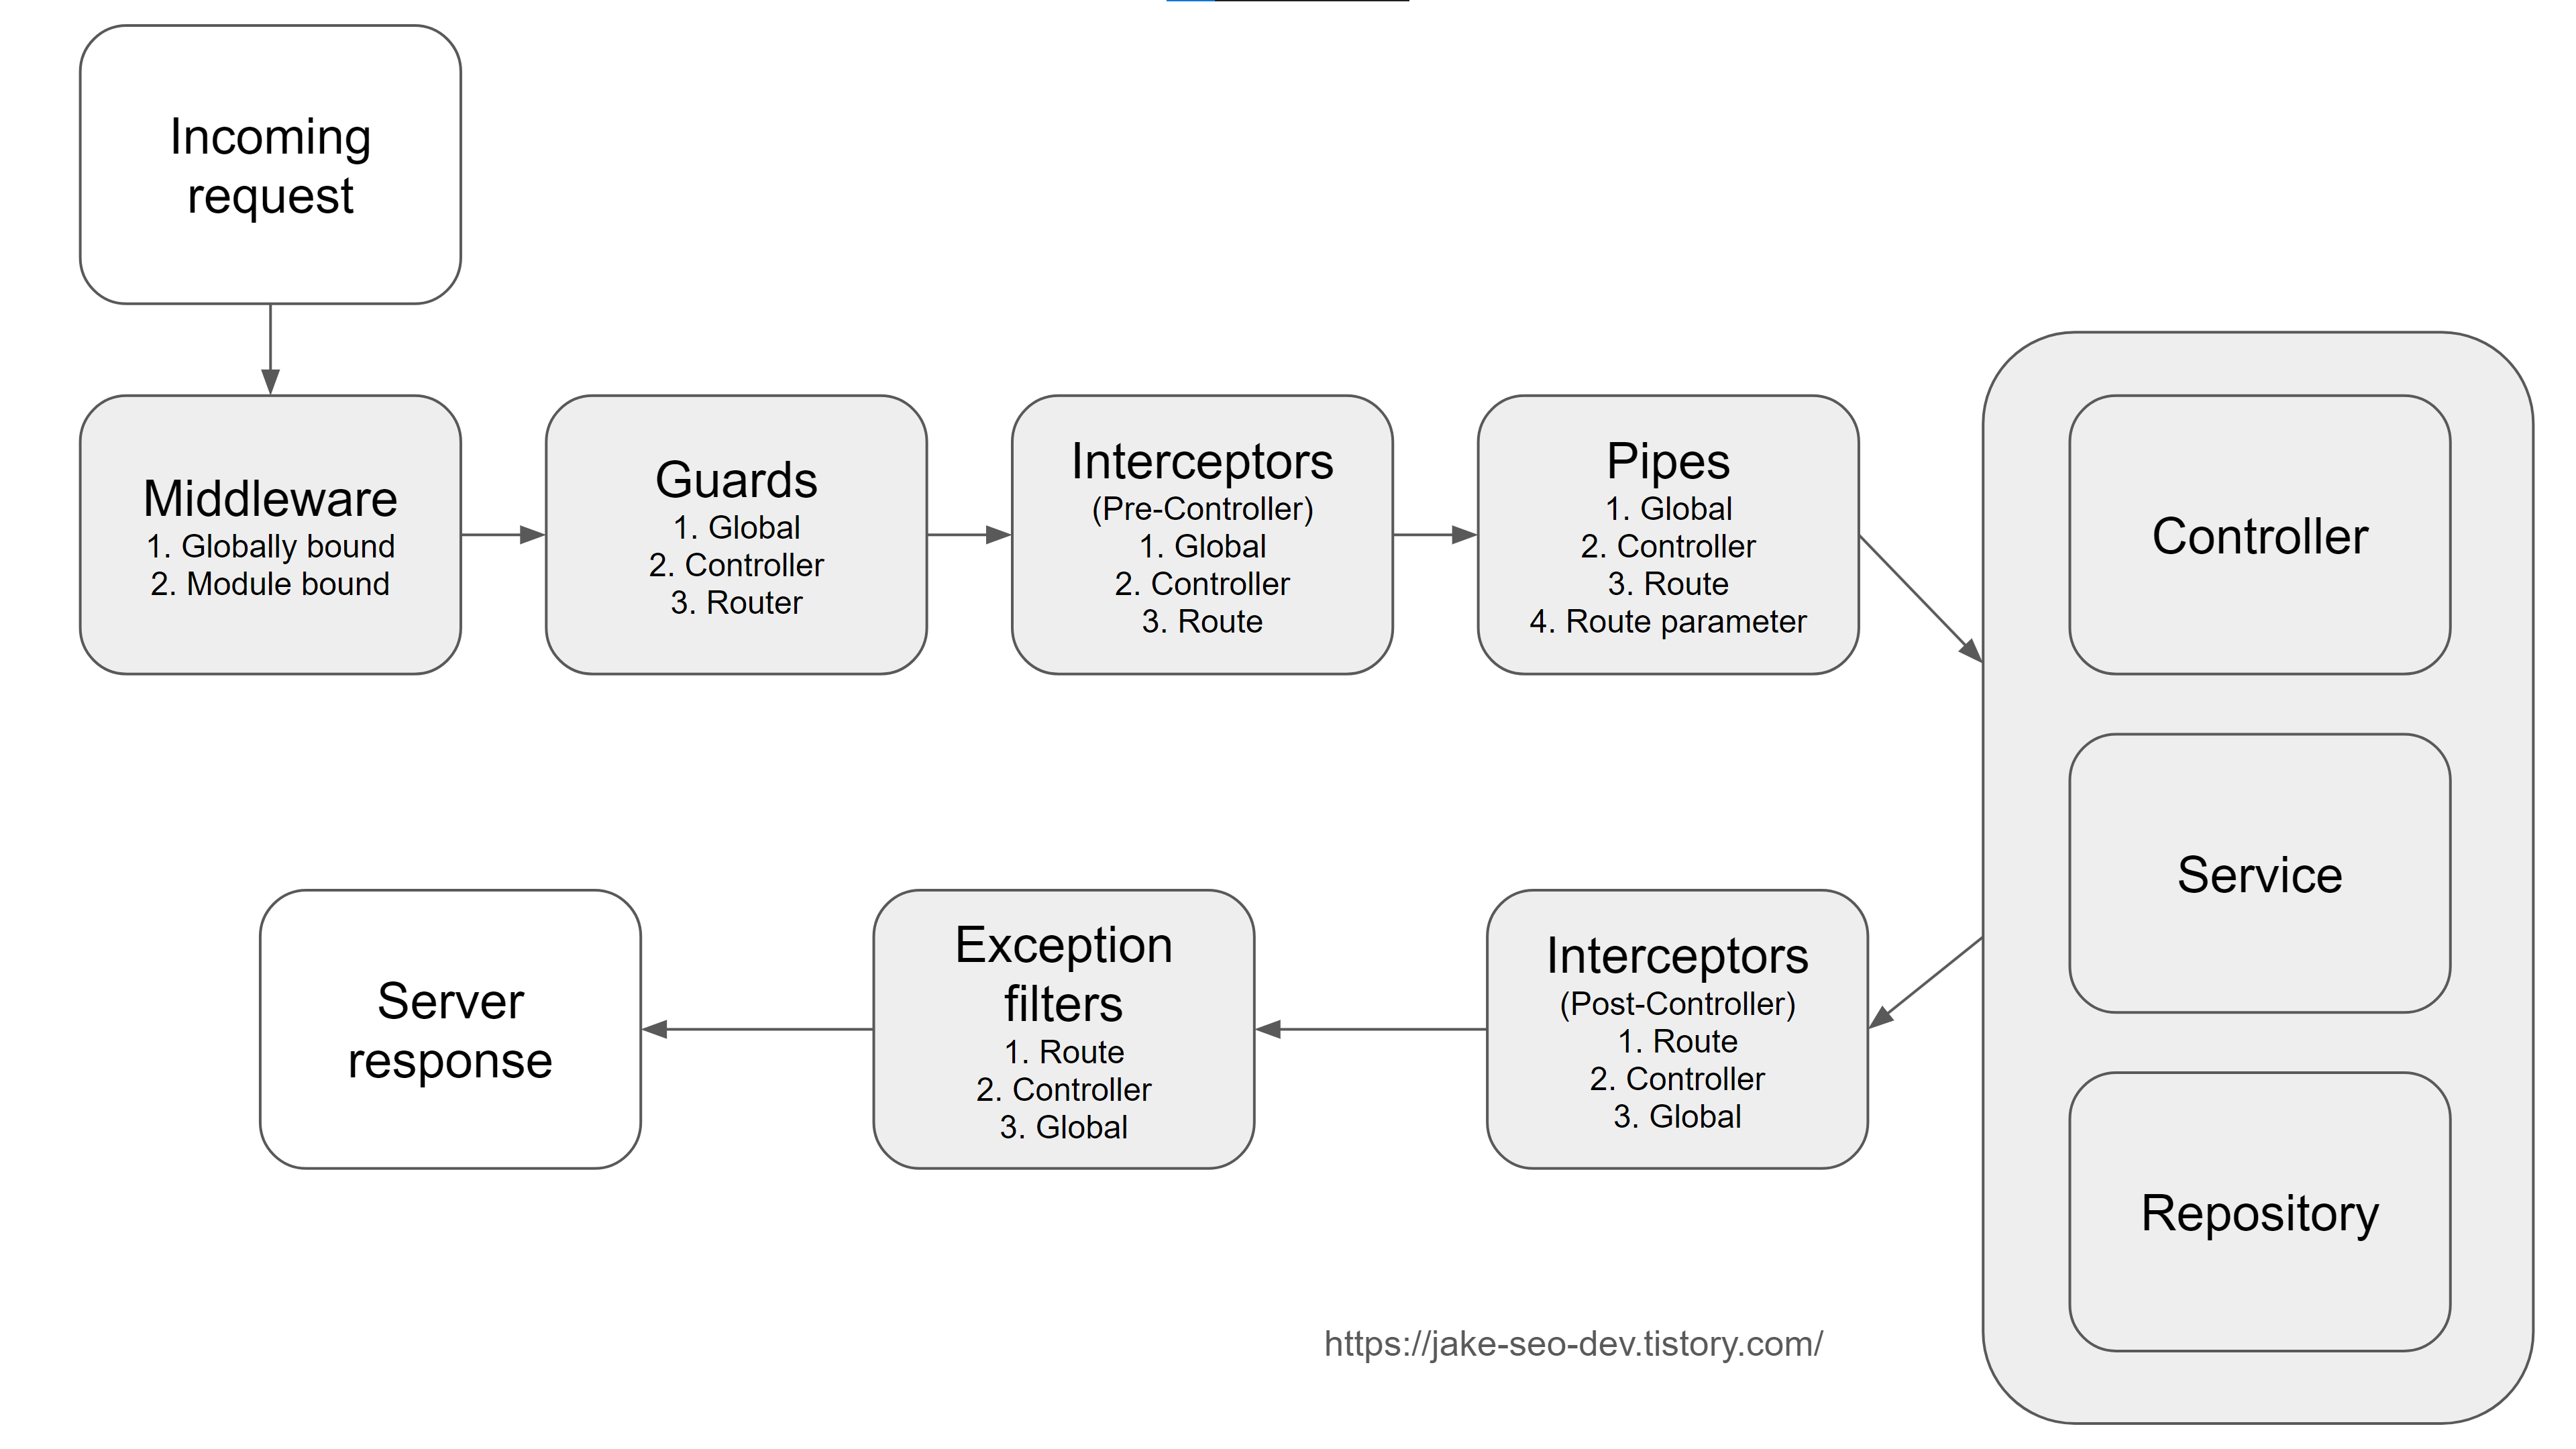 Incoming
request
Middleware
1. Globally bound
2. Module bound
Guards
1. Global
2. Controller
3. Router
Interceptors
(Pre-Controller)
1. Global
2. Controller
3. Route
Pipes
1. Global
2. Controller
3. Route
4. Route parameter
Controller
Service
Repository
Interceptors
(Post-Controller)
1. Route
2. Controller
3. Global
Exception
filters
1. Route
2. Controller
3. Global
Server
response
https://jake-seo-dev.tistory.com/